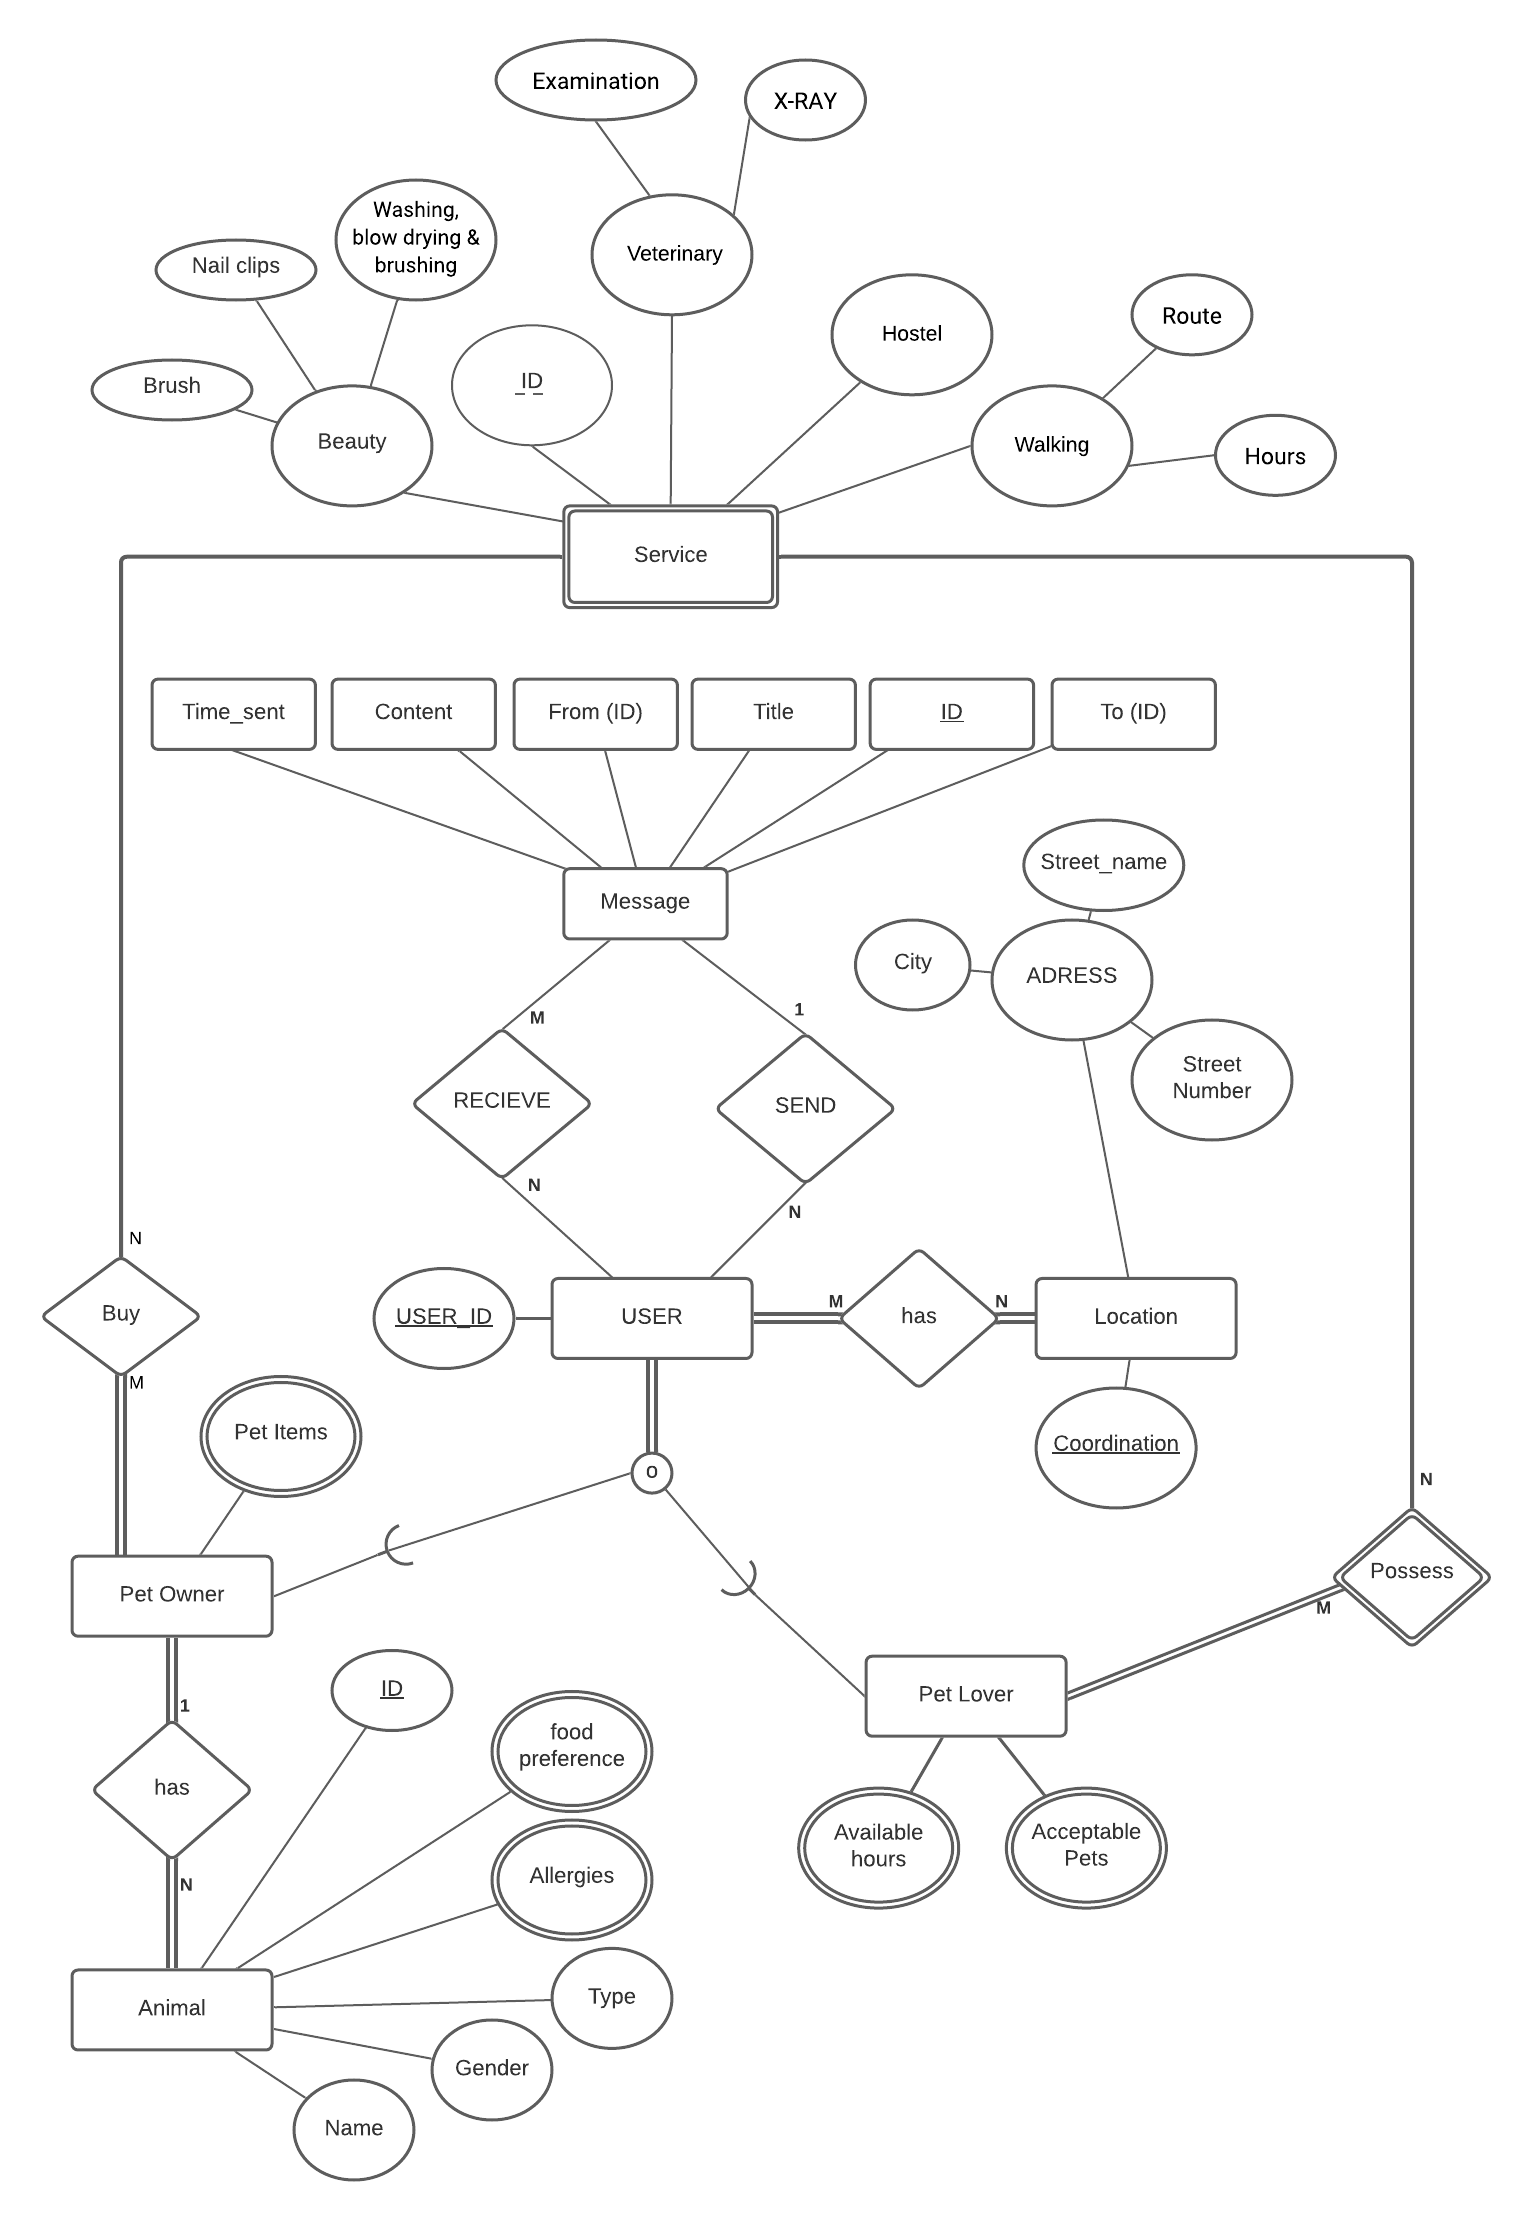 Examination
X-RAY
Washing,
blow drying &
brushing
Veterinary
Nail clips
Route
Hostel
ID
Brush
Beauty
Walking
Hours
Service
Time_sent
Content
From (ID)
Title
ID
To (ID)
Street_name
Message
City
ADRESS
M
1
Street
Number
RECIEVE
SEND
N
N
N
Buy
M
USER_ID
USER
M
has
N
Location
Pet Items
Coordination
o
N
Pet Owner
Possess
M
ID
1
Pet Lover
food
preference
has
Available
hours
Acceptable
Pets
Allergies
N
Type
Animal
Gender
Name